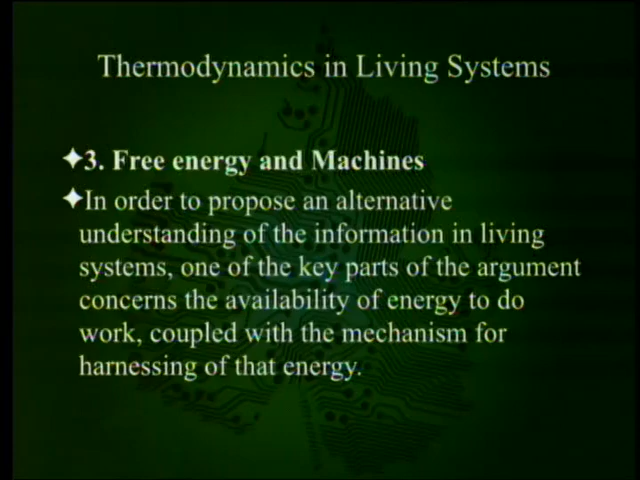 Thermodynamics in Living Systems
✦3. Free energy and Machines
✦In order to propose an alternative
understanding of the information in living
systems, one of the key parts of the argument
concerns the availability of energy to do
work, coupled with the mechanism for
harnessing of that energy.